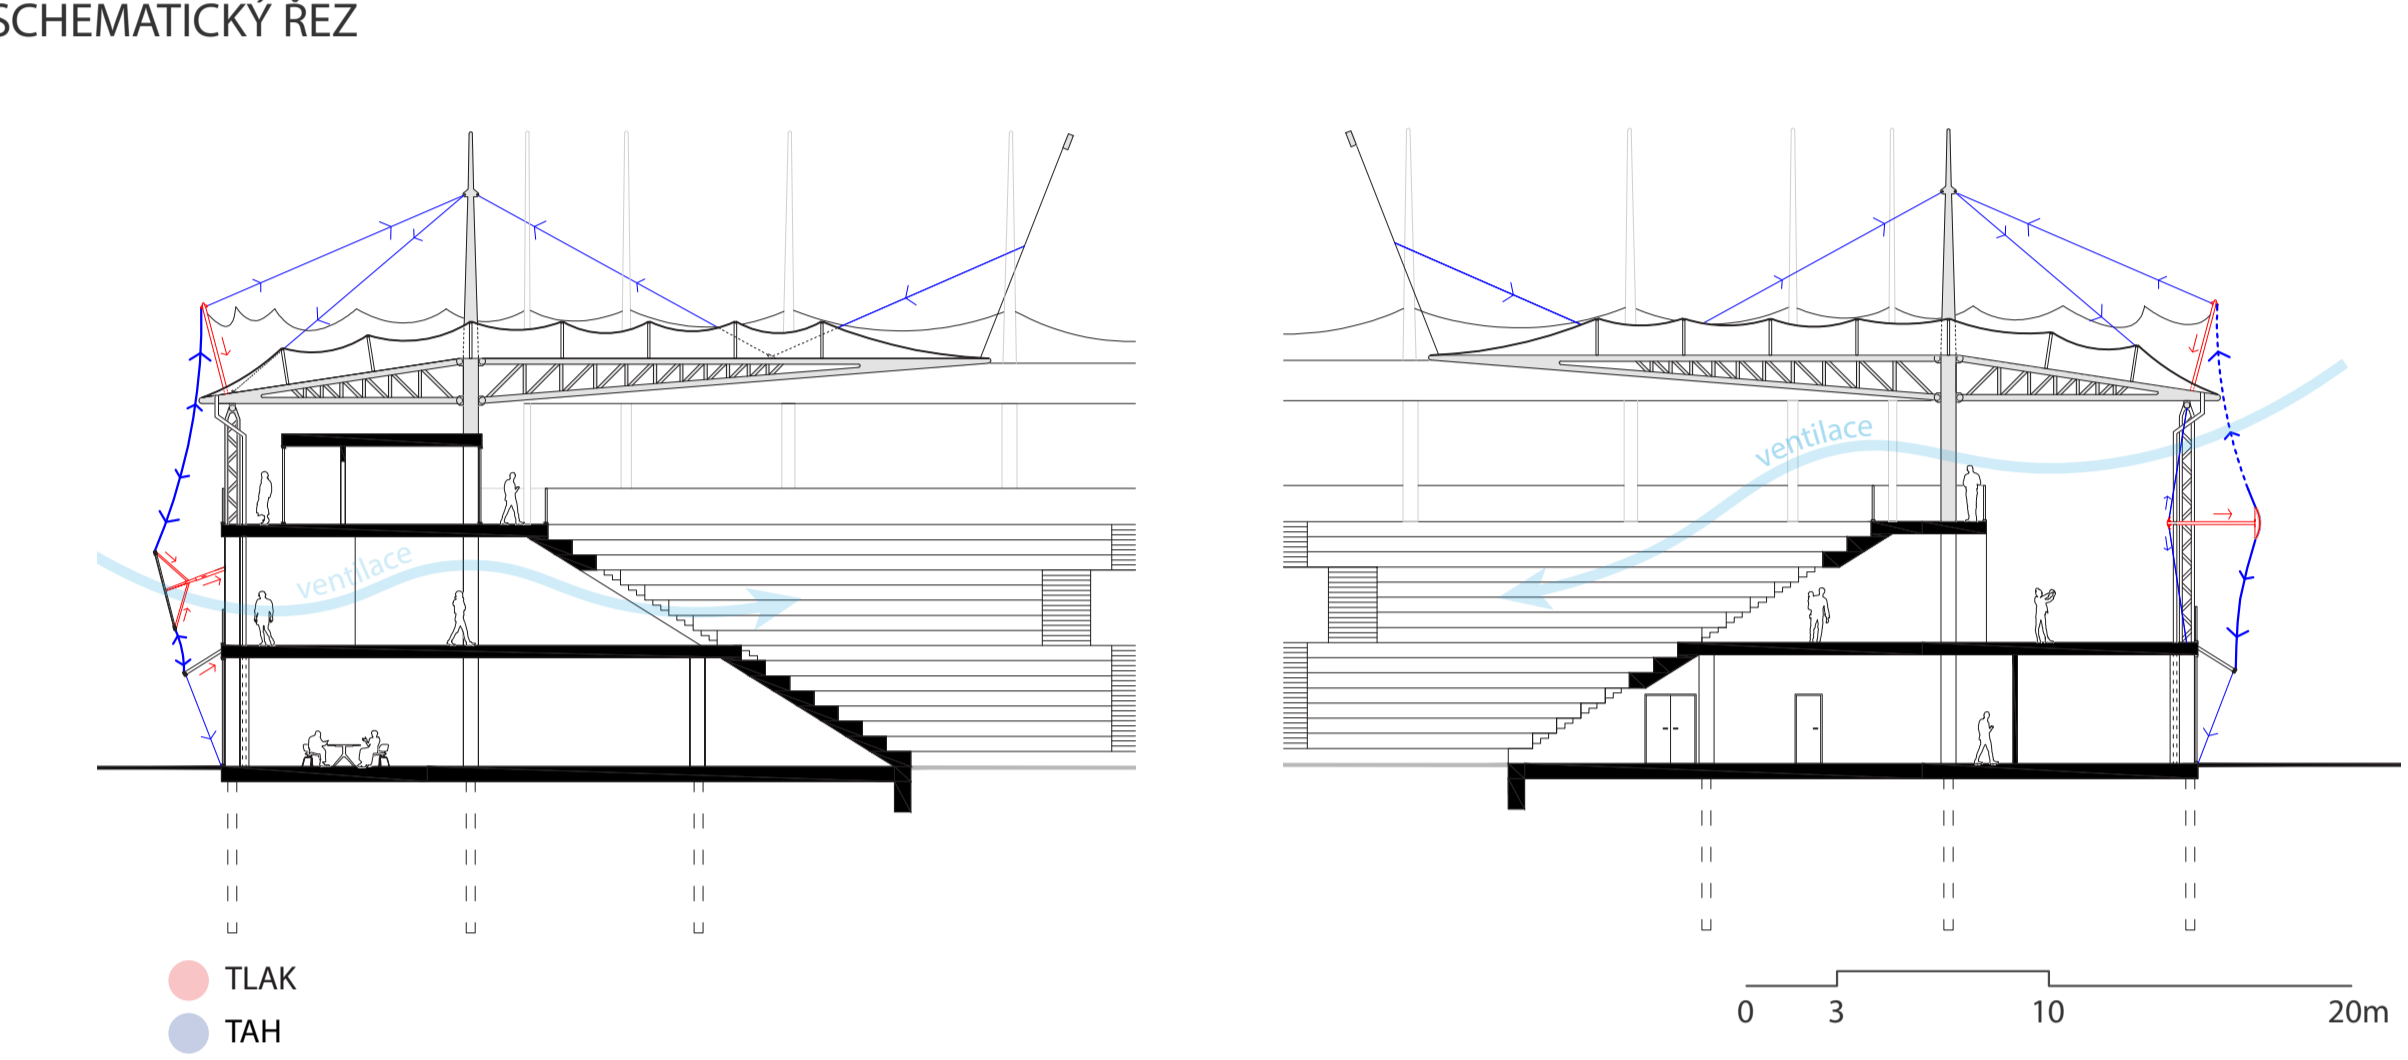 SCHEMATICKÝ ŘEZ
ventilace
ventilace
TLAK
TAH
0 3 10 20m